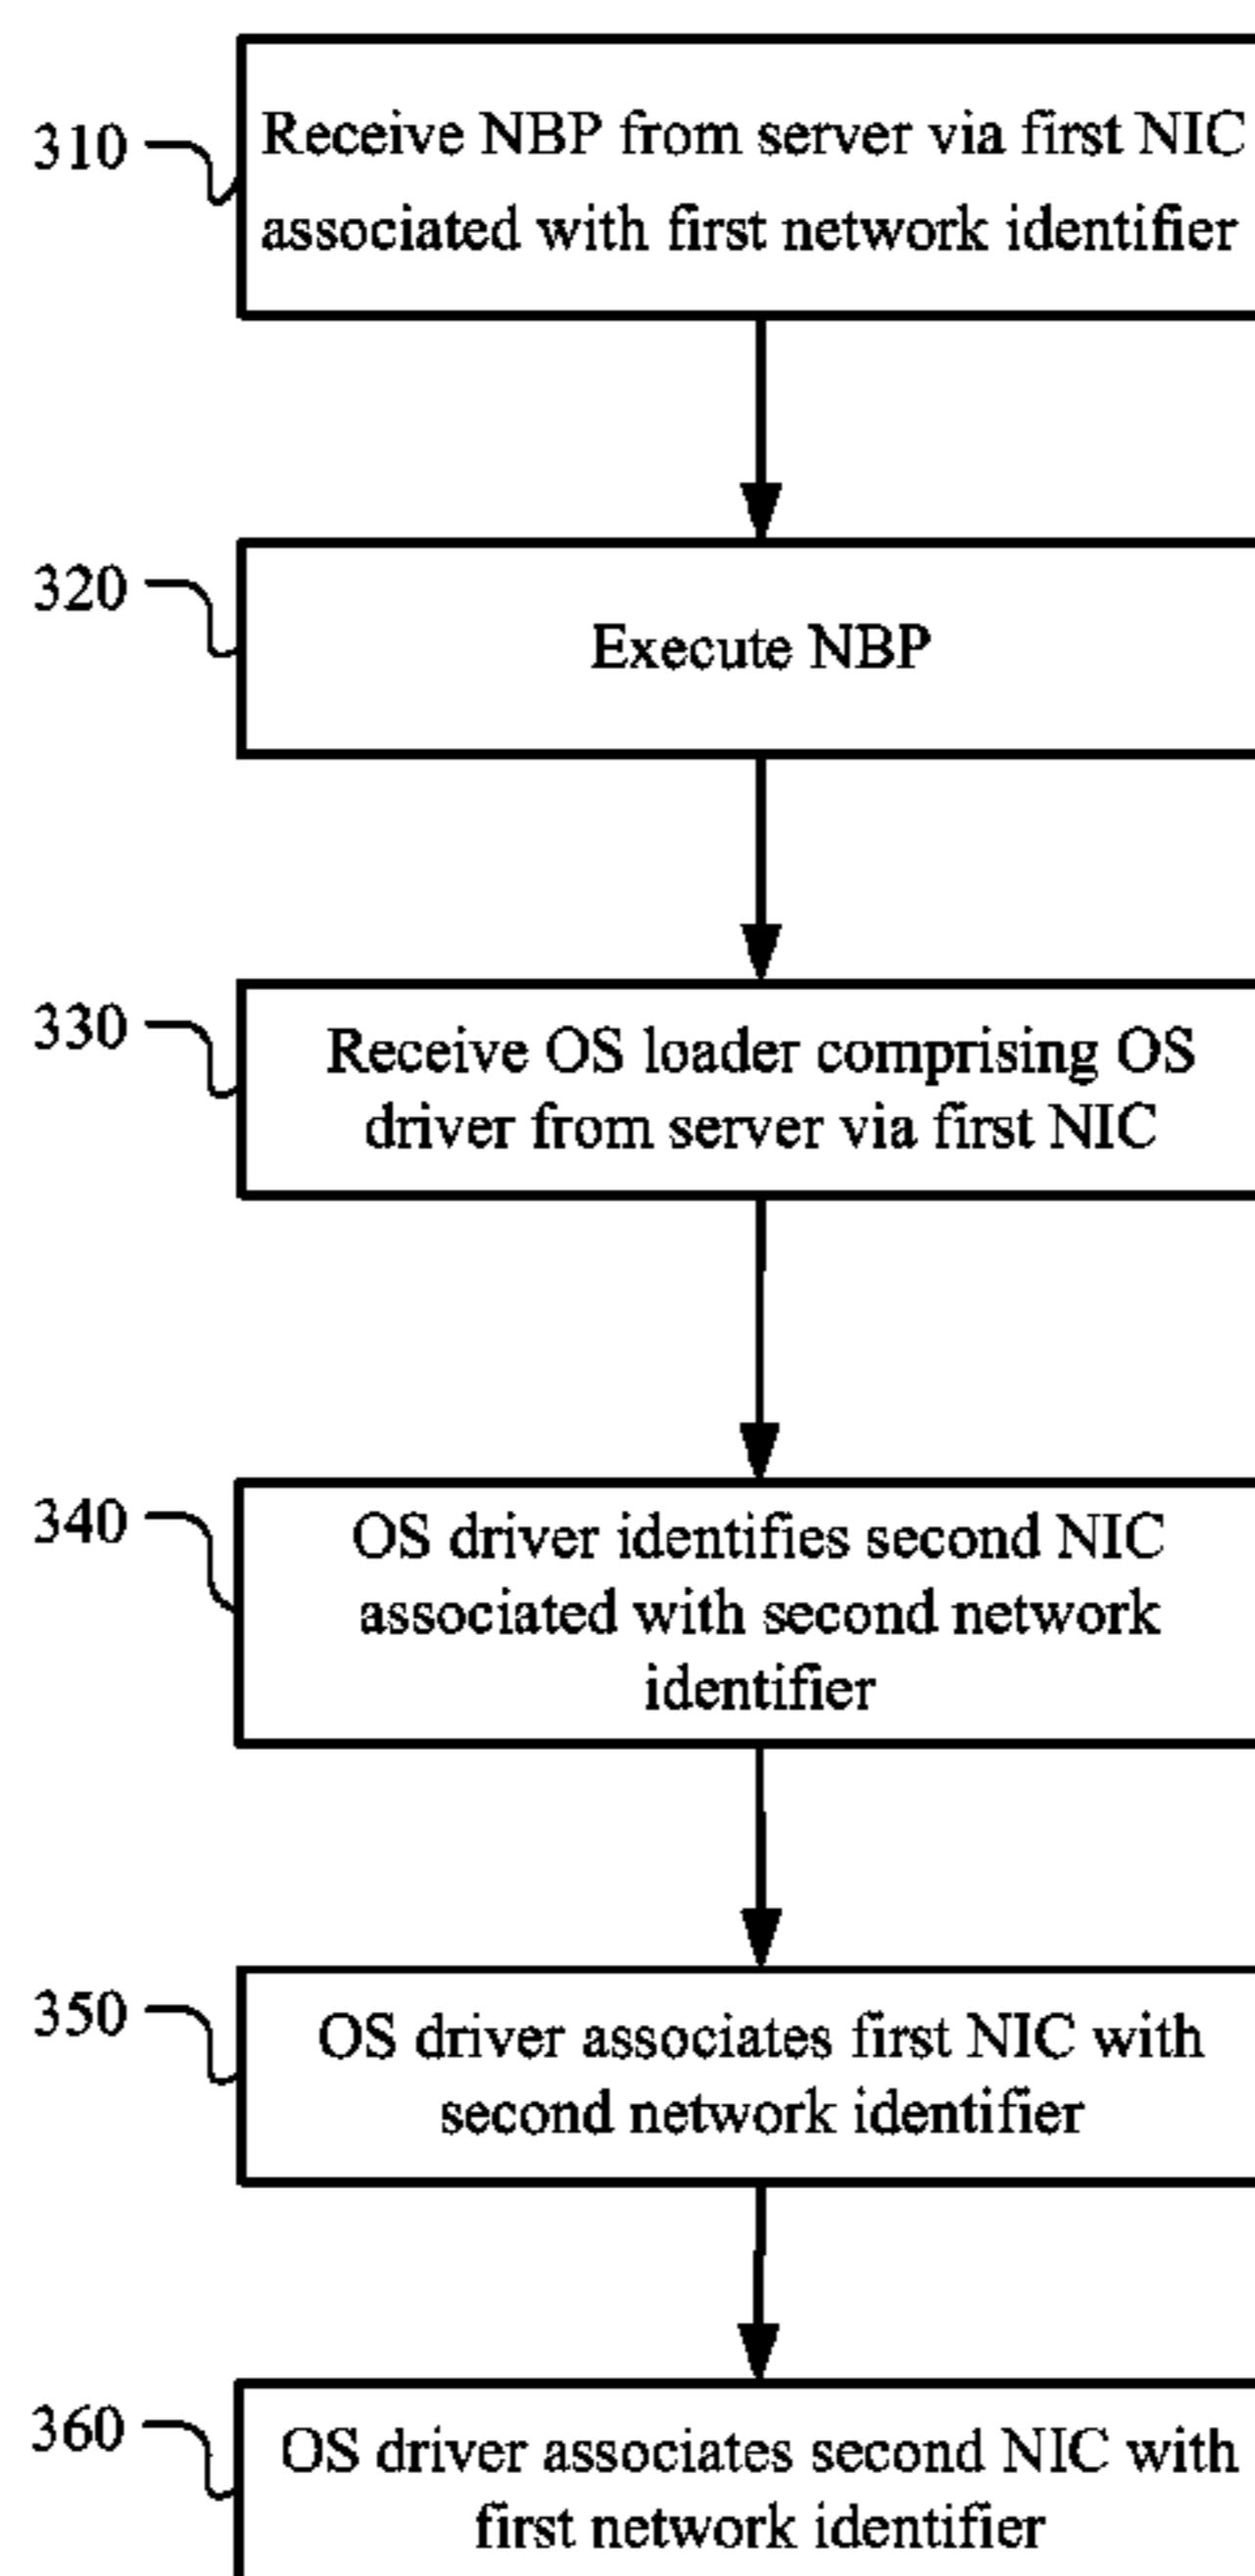 310
Receive NBP from server via first NIC
associated with first network identifier
320
Execute NBP
330
Receive OS loader comprising OS
driver from server via first NIC
340
OS driver identifies second NIC
associated with second network
identifier
350
OS driver associates first NIC with
second network identifier
360
OS driver associates second NIC with
first network identifier